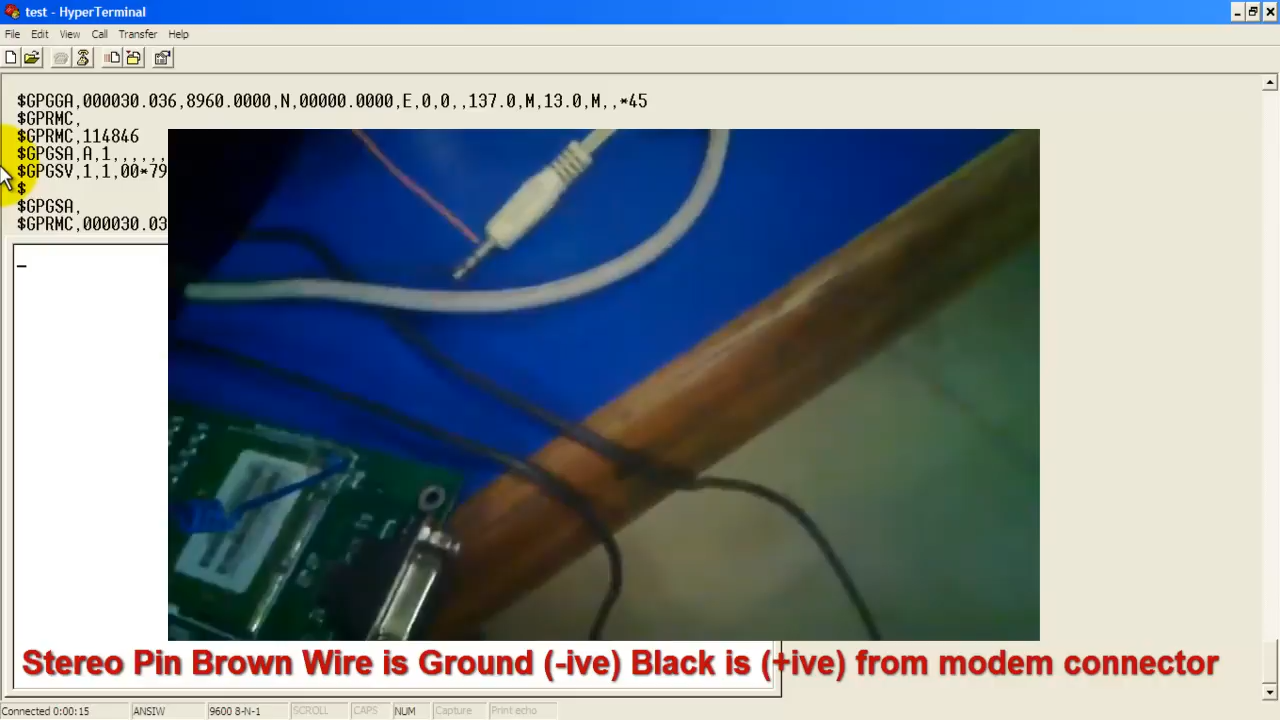 test - HyperTerminal
File Edit View Call Transfer Help
$GPGGA,000030.036,8960.0000,N,00000.0000,E,0,0,,137.0,M,13.0,M,,*45
$GPRMC,
$GPRMC,114846
$GPGSA,A,1,,,,,,
$GPGSV,1,1,00*79
$
$GPGSA,
$GPRMC,000030.03
Stereo Pin Brown Wire is Ground (-ive) Black is (+ive) from modem connector
Connected 0:00:15 ANSIW 9600 8-N-1 SCROLL CAPS NUM Capture Print echo